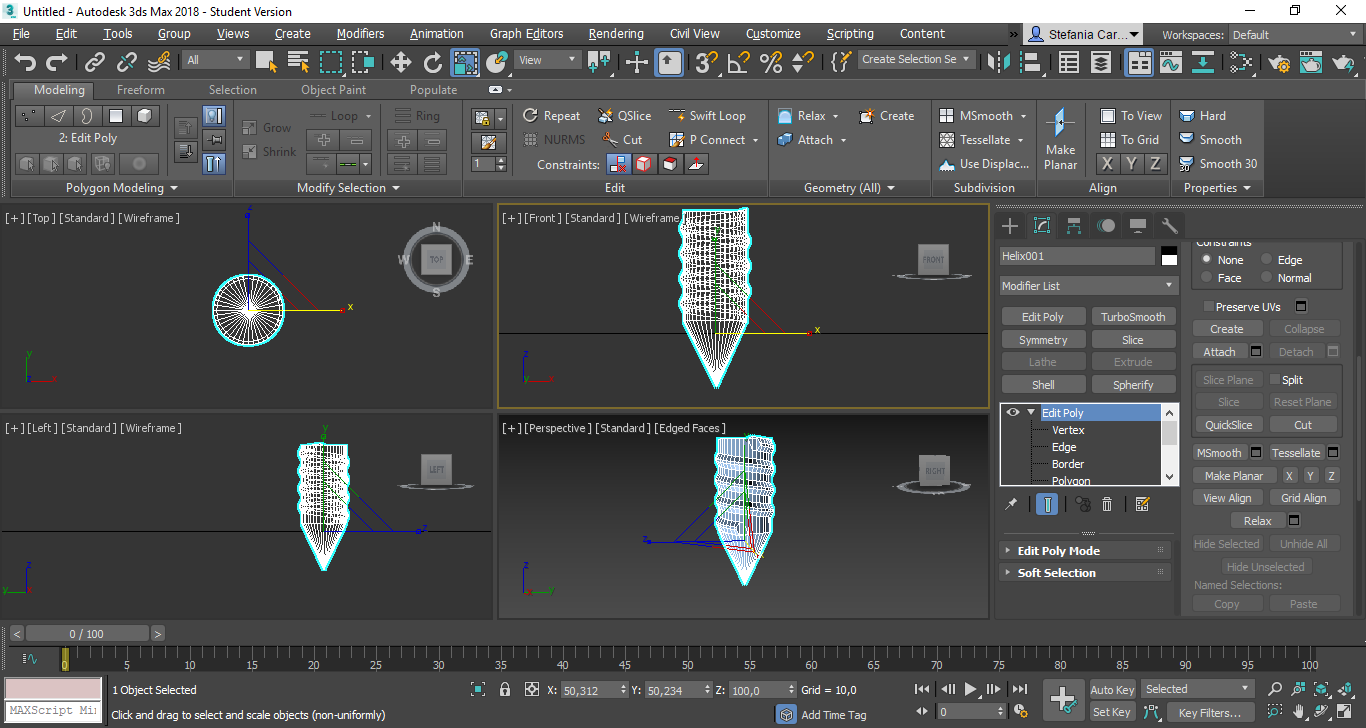 Untitled - Autodesk 3ds Max 2018 - Student Version
File Edit Tools Group Views Create Modifiers Animation Graph Editors Rendering Civil View Customize Scripting Content » Stefania Car... Workspaces: Default
All View Create Selection Se
Modeling Freeform Selection Object Paint Populate
Loop Ring Repeat QSlice Swift Loop Relax Create MSmooth To View Hard
2: Edit Poly Grow NURMS Cut P Connect Attach Tessellate To Grid Smooth
Shrink 1 Constraints: Use Displac... Make Planar X Y Z Smooth 30
Polygon Modeling Modify Selection Edit Geometry (All) Subdivision Align Properties
[+] [Top] [Standard] [Wireframe]
N
W TOP E
S
z
x
y
z x
[+] [Front] [Standard] [Wireframe
FRONT
y
x
z
y x
[+] [Left] [Standard] [Wireframe]
LEFT
y
z
z
y x
[+] [Perspective] [Standard] [Edged Faces]
RIGHT
z
z
y
Helix001
Modifier List
Edit Poly TurboSmooth
Symmetry Slice
Lathe Extrude
Shell Spherify
Edit Poly
Vertex
Edge
Border
Polygon
Edit Poly Mode
Soft Selection
Constraints
None Edge
Face Normal
Preserve UVs
Create Collapse
Attach Detach
Slice Plane Split
Slice Reset Plane
QuickSlice Cut
MSmooth Tessellate
Make Planar X Y Z
View Align Grid Align
Relax
Hide Selected Unhide All
Hide Unselected
Named Selections:
Copy Paste
< 0 / 100 >
0 5 10 15 20 25 30 35 40 45 50 55 60 65 70 75 80 85 90 95 100
1 Object Selected X: 50,312 Y: 50,234 Z: 100,0 Grid = 10,0 Auto Key Selected
MAXScript Mi
Click and drag to select and scale objects (non-uniformly) Add Time Tag 0 Set Key Key Filters...